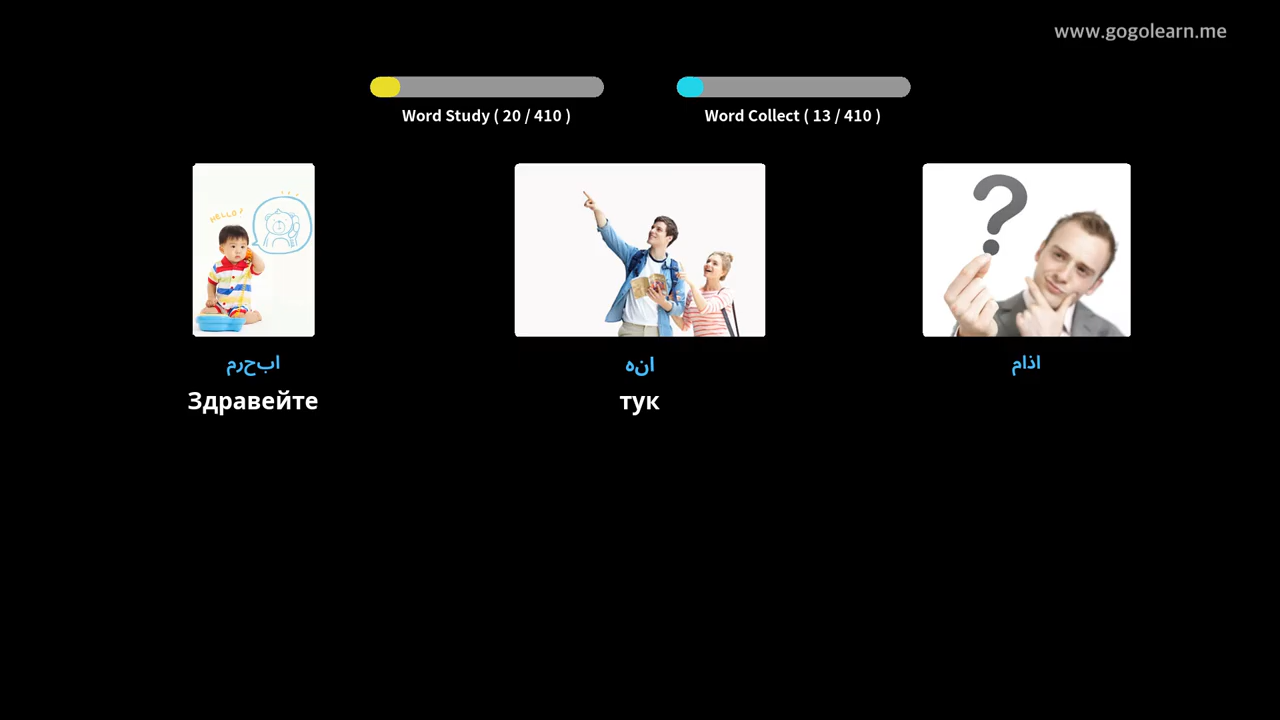 www.gogolearn.me
Word Study ( 20 / 410 )
Word Collect ( 13 / 410 )
HELLO?
ابحرم
انه
اذام
Здравейте
тук